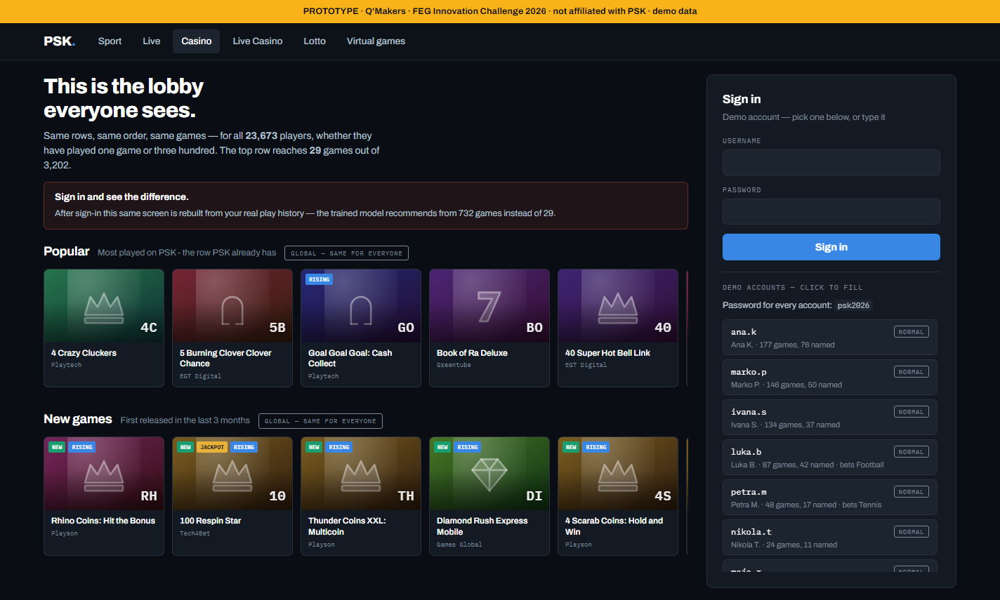 PROTOTYPE · Q'Makers · FEG Innovation Challenge 2026 · not affiliated with PSK · demo data
PSK.
Sport
Live
Casino
Live Casino
Lotto
Virtual games
This is the lobby
everyone sees.
Same rows, same order, same games — for all 23,673 players, whether they
have played one game or three hundred. The top row reaches 29 games out of
3,202.
Sign in and see the difference.
After sign-in this same screen is rebuilt from your real play history — the trained model recommends from 732 games instead of 29.
Popular
Most played on PSK - the row PSK already has
GLOBAL — SAME FOR EVERYONE
4C
4 Crazy Cluckers
Playtech
5B
5 Burning Clover Clover
Chance
EGT Digital
RISING
GO
Goal Goal Goal: Cash
Collect
Playtech
7
BO
Book of Ra Deluxe
Greentube
40
40 Super Hot Bell Link
EGT Digital
New games
First released in the last 3 months
GLOBAL — SAME FOR EVERYONE
NEW
RISING
RH
Rhino Coins: Hit the Bonus
Playson
NEW
JACKPOT
RISING
10
100 Respin Star
Tech4Bet
NEW
RISING
TH
Thunder Coins XXL:
Multicoin
Playson
NEW
RISING
DI
Diamond Rush Express
Mobile
Games Global
NEW
RISING
4S
4 Scarab Coins: Hold and
Win
Playson
Sign in
Demo account — pick one below, or type it
USERNAME
PASSWORD
Sign in
DEMO ACCOUNTS — CLICK TO FILL
Password for every account: psk2026
ana.k
NORMAL
Ana K. · 177 games, 76 named
marko.p
NORMAL
Marko P. · 146 games, 50 named
ivana.s
NORMAL
Ivana S. · 134 games, 37 named
luka.b
NORMAL
Luka B. · 87 games, 42 named · bets Football
petra.m
NORMAL
Petra M. · 48 games, 17 named · bets Tennis
nikola.t
NORMAL
Nikola T. · 24 games, 11 named
NORMAL